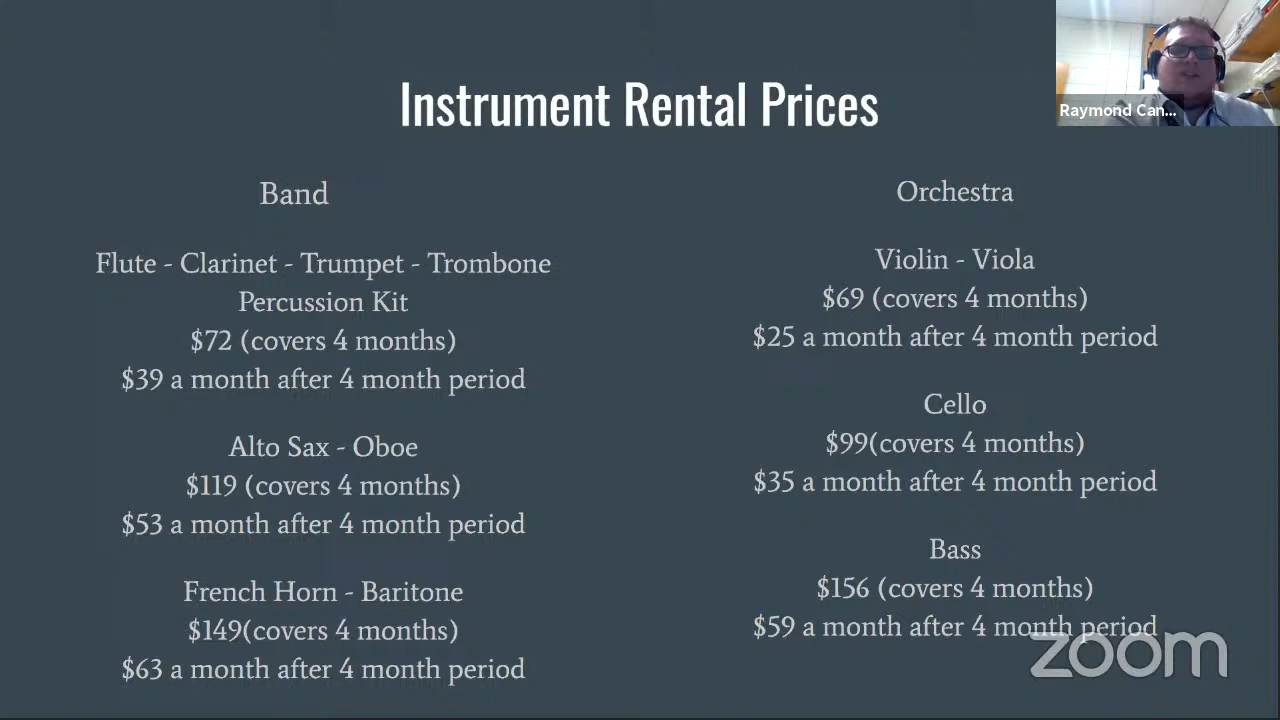 Instrument Rental Prices
Raymond Can...
Band
Flute - Clarinet - Trumpet - Trombone
Percussion Kit
$72 (covers 4 months)
$39 a month after 4 month period
Alto Sax - Oboe
$119 (covers 4 months)
$53 a month after 4 month period
French Horn - Baritone
$149(covers 4 months)
$63 a month after 4 month period
Orchestra
Violin - Viola
$69 (covers 4 months)
$25 a month after 4 month period
Cello
$99(covers 4 months)
$35 a month after 4 month period
Bass
$156 (covers 4 months)
$59 a month after 4 month period
zoom